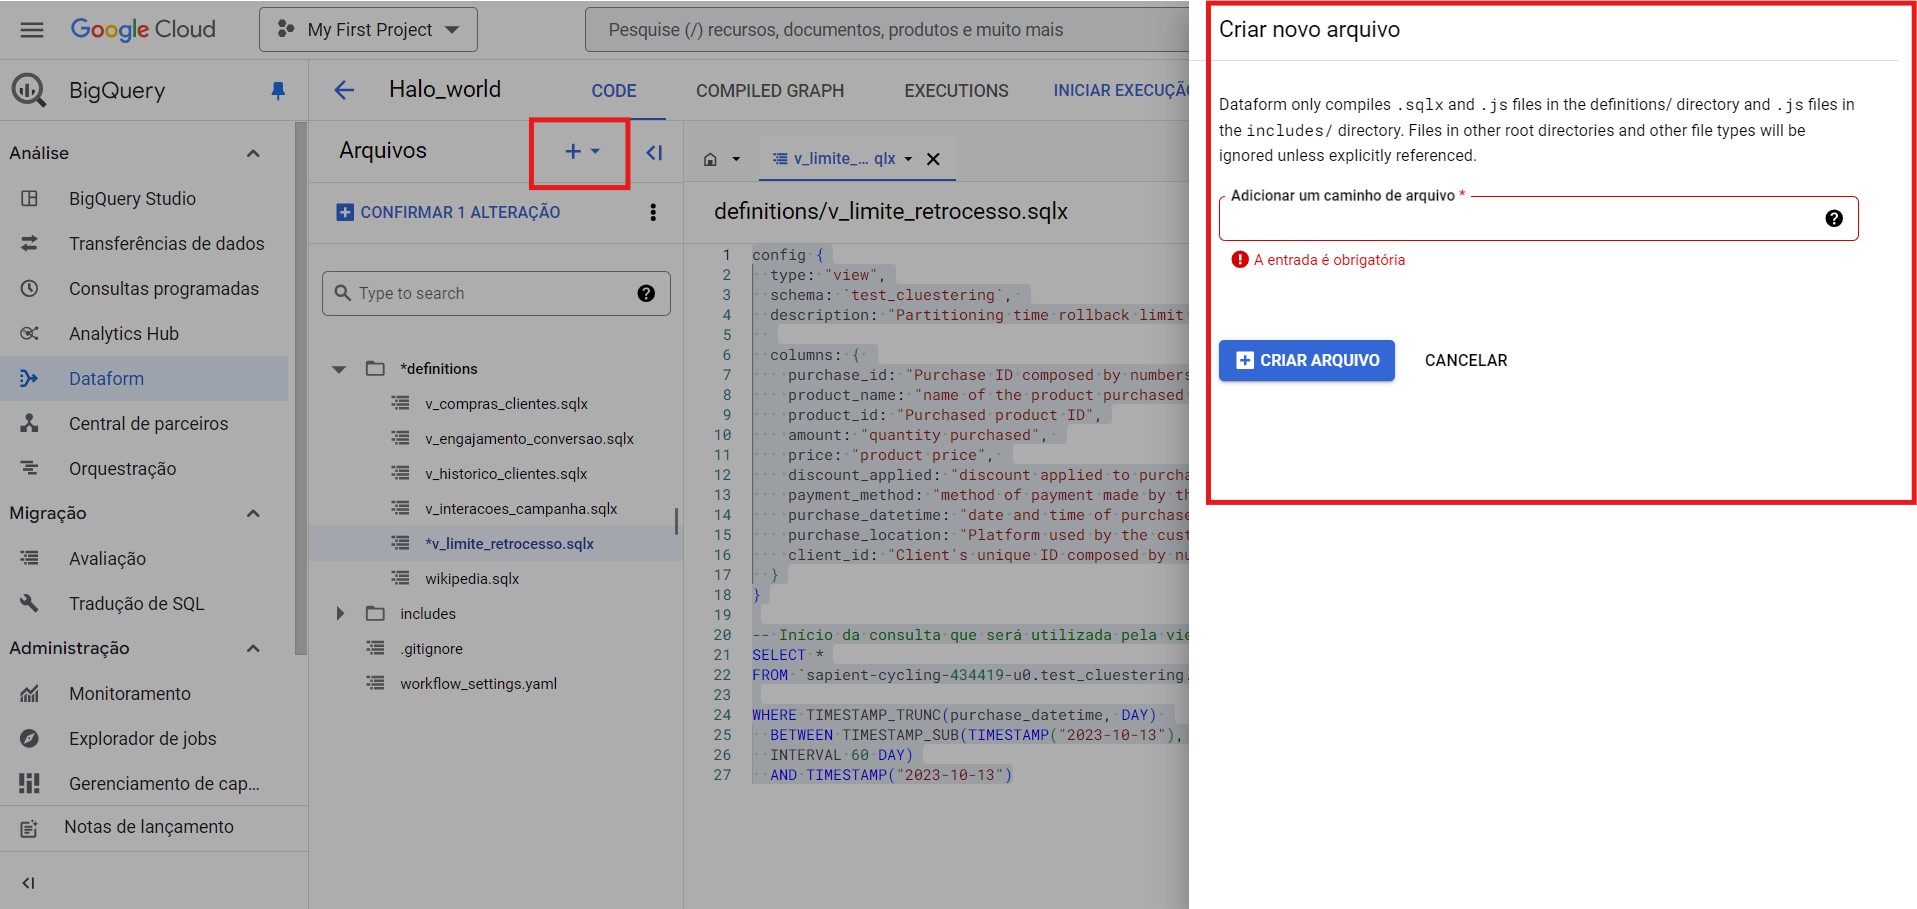 Google Cloud
My First Project
Pesquise (/) recursos, documentos, produtos e muito mais
BigQuery
Análise
BigQuery Studio
Transferências de dados
Consultas programadas
Analytics Hub
Dataform
Central de parceiros
Orquestração
Migração
Avaliação
Tradução de SQL
Administração
Monitoramento
Explorador de jobs
Gerenciamento de cap...
Notas de lançamento
Halo_world
CODE
COMPILED GRAPH
EXECUTIONS
INICIAR EXECUÇÃ
Arquivos
CONFIRMAR 1 ALTERAÇÃO
Type to search
*definitions
v_compras_clientes.sqlx
v_engajamento_conversao.sqlx
v_historico_clientes.sqlx
v_interacoes_campanha.sqlx
*v_limite_retrocesso.sqlx
wikipedia.sqlx
includes
.gitignore
workflow_settings.yaml
v_limite_... qlx
definitions/v_limite_retrocesso.sqlx
1 config {
2 type: "view",
3 schema: `test_cluestering`,
4 description: "Partitioning time rollback limit
5
6 columns: {
7 purchase_id: "Purchase ID composed by numbers
8 product_name: "name of the product purchased
9 product_id: "Purchased product ID",
10 amount: "quantity purchased",
11 price: "product price",
12 discount_applied: "discount applied to purcha
13 payment_method: "method of payment made by th
14 purchase_datetime: "date and time of purchase
15 purchase_location: "Platform used by the cust
16 client_id: "Client's unique ID composed by nu
17 }
18 }
19
20 -- Início da consulta que será utilizada pela vie
21 SELECT *
22 FROM `sapient-cycling-434419-u0.test_cluestering.
23
24 WHERE TIMESTAMP_TRUNC(purchase_datetime, DAY)
25 BETWEEN TIMESTAMP_SUB(TIMESTAMP("2023-10-13"),
26 INTERVAL 60 DAY)
27 AND TIMESTAMP("2023-10-13")
Criar novo arquivo
Dataform only compiles .sqlx and .js files in the definitions/ directory and .js files in
the includes/ directory. Files in other root directories and other file types will be
ignored unless explicitly referenced.
Adicionar um caminho de arquivo *
A entrada é obrigatória
CRIAR ARQUIVO
CANCELAR